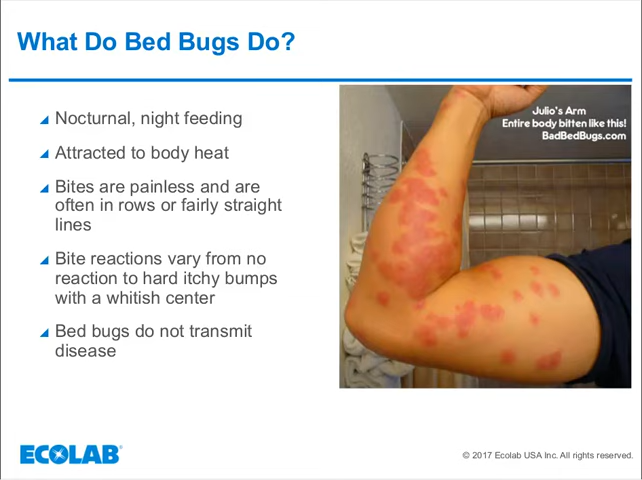 What Do Bed Bugs Do?
Nocturnal, night feeding
Attracted to body heat
Bites are painless and are
often in rows or fairly straight
lines
Bite reactions vary from no
reaction to hard itchy bumps
with a whitish center
Bed bugs do not transmit
disease
Julio's Arm
Entire body bitten like this!
BadBedBugs.com
ECOLAB®
© 2017 Ecolab USA Inc. All rights reserved.